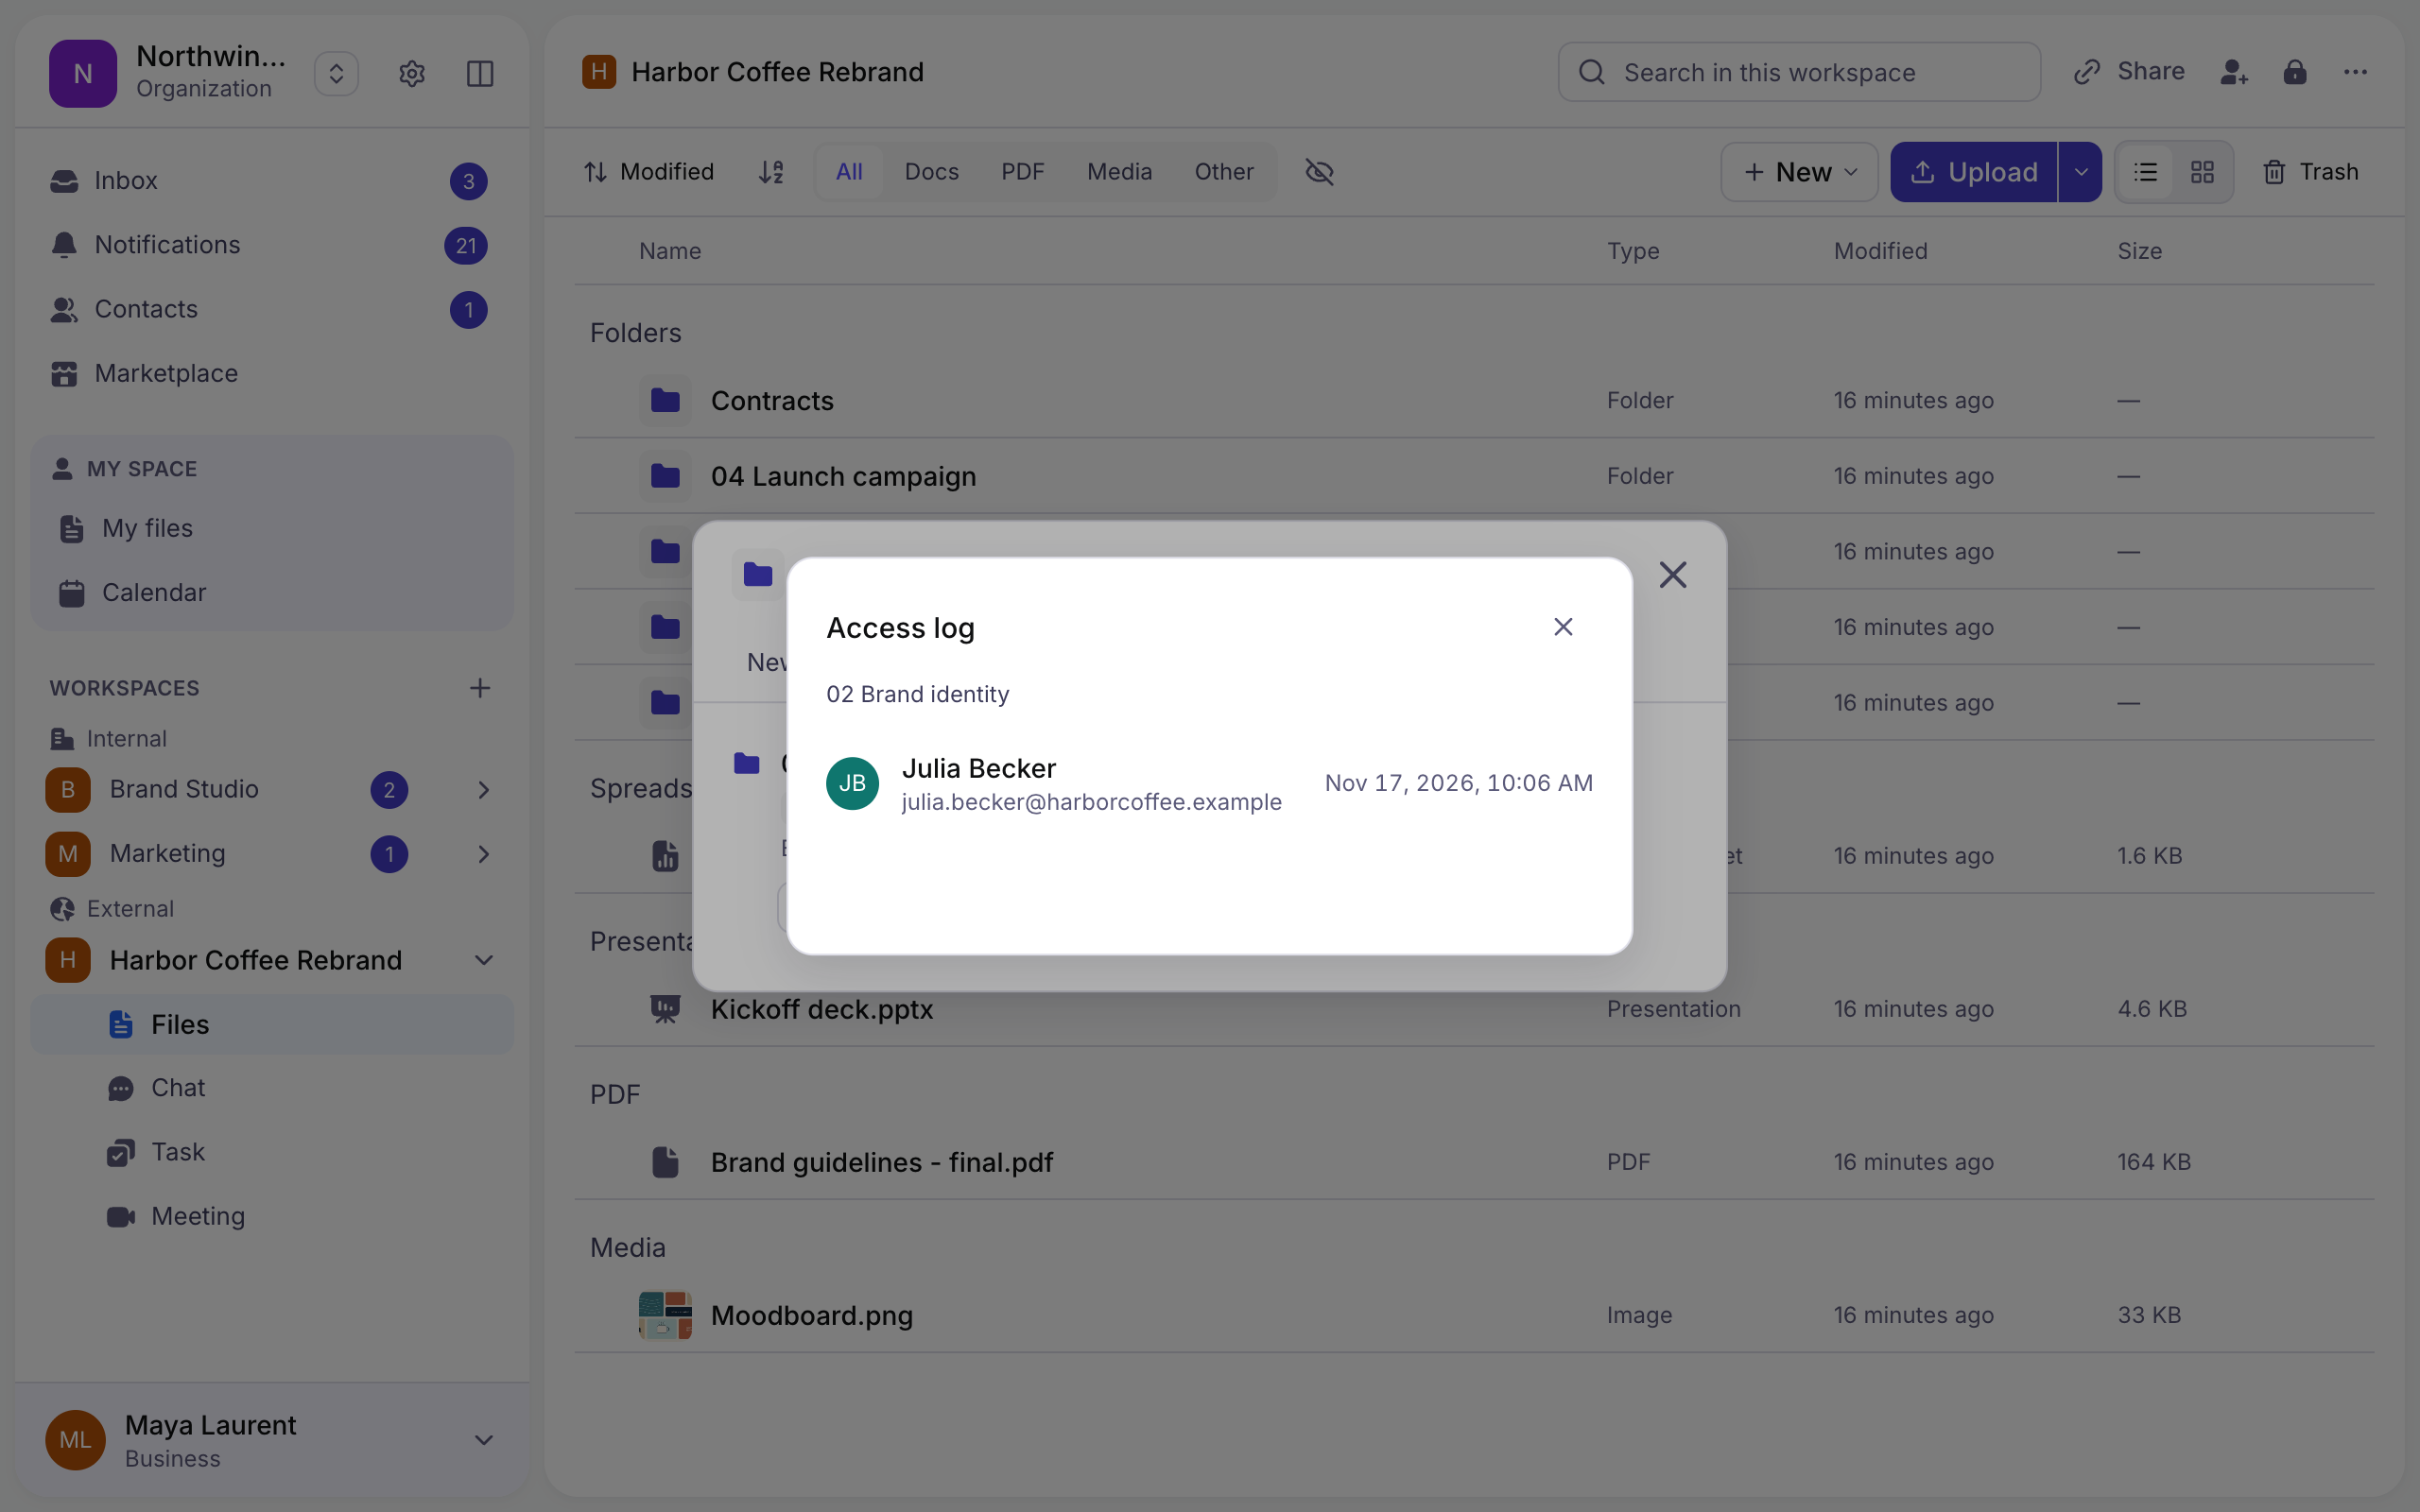 N
Northwin...
Organization
Inbox
3
Notifications
21
Contacts
1
Marketplace
MY SPACE
My files
Calendar
WORKSPACES
Internal
B
Brand Studio
2
M
Marketing
1
External
H
Harbor Coffee Rebrand
Files
Chat
Task
Meeting
ML
Maya Laurent
Business
H
Harbor Coffee Rebrand
Search in this workspace
Share
Modified
All
Docs
PDF
Media
Other
New
Upload
Trash
Name
Type
Modified
Size
Folders
Contracts
Folder
16 minutes ago
—
04 Launch campaign
Folder
16 minutes ago
—
16 minutes ago
—
16 minutes ago
—
16 minutes ago
—
Access log
02 Brand identity
JB
Julia Becker
julia.becker@harborcoffee.example
Nov 17, 2026, 10:06 AM
16 minutes ago
1.6 KB
Kickoff deck.pptx
Presentation
16 minutes ago
4.6 KB
PDF
Brand guidelines - final.pdf
PDF
16 minutes ago
164 KB
Media
Moodboard.png
Image
16 minutes ago
33 KB